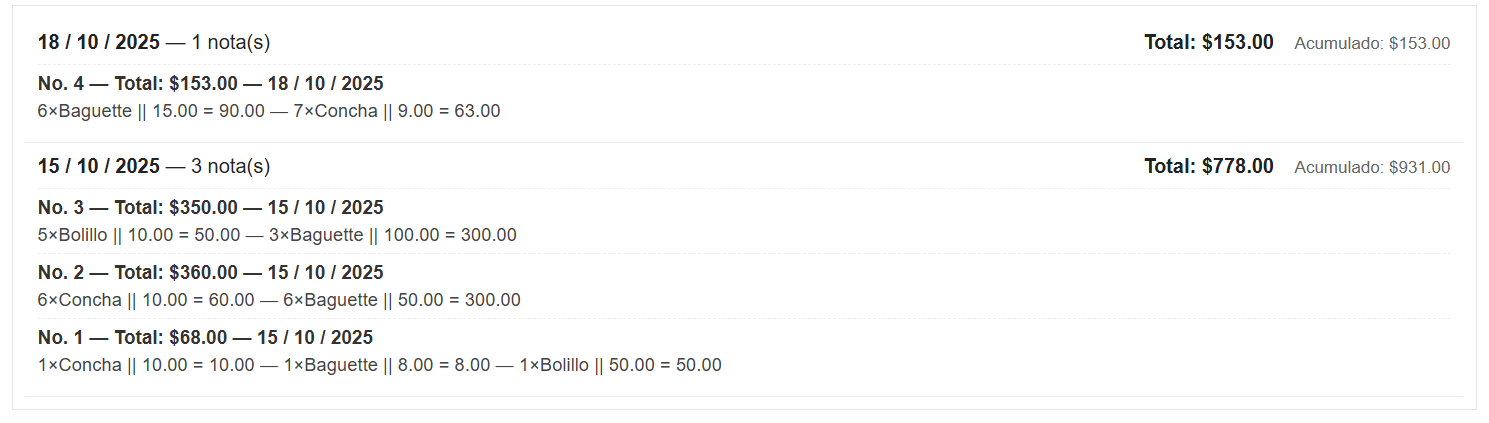 18 / 10 / 2025 — 1 nota(s) Total: $153.00 Acumulado: $153.00
No. 4 — Total: $153.00 — 18 / 10 / 2025
6×Baguette || 15.00 = 90.00 — 7×Concha || 9.00 = 63.00
15 / 10 / 2025 — 3 nota(s) Total: $778.00 Acumulado: $931.00
No. 3 — Total: $350.00 — 15 / 10 / 2025
5×Bolillo || 10.00 = 50.00 — 3×Baguette || 100.00 = 300.00
No. 2 — Total: $360.00 — 15 / 10 / 2025
6×Concha || 10.00 = 60.00 — 6×Baguette || 50.00 = 300.00
No. 1 — Total: $68.00 — 15 / 10 / 2025
1×Concha || 10.00 = 10.00 — 1×Baguette || 8.00 = 8.00 — 1×Bolillo || 50.00 = 50.00